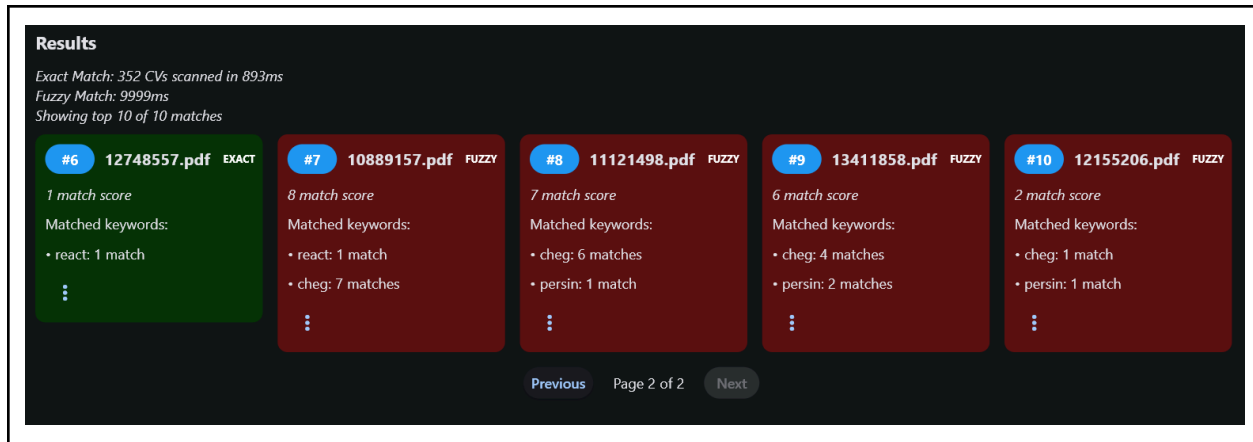 Results
Exact Match: 352 CVs scanned in 893ms
Fuzzy Match: 9999ms
Showing top 10 of 10 matches
#6 12748557.pdf EXACT
1 match score
Matched keywords:
• react: 1 match
#7 10889157.pdf FUZZY
8 match score
Matched keywords:
• react: 1 match
• cheg: 7 matches
#8 11121498.pdf FUZZY
7 match score
Matched keywords:
• cheg: 6 matches
• persin: 1 match
#9 13411858.pdf FUZZY
6 match score
Matched keywords:
• cheg: 4 matches
• persin: 2 matches
#10 12155206.pdf FUZZY
2 match score
Matched keywords:
• cheg: 1 match
• persin: 1 match
Previous Page 2 of 2 Next